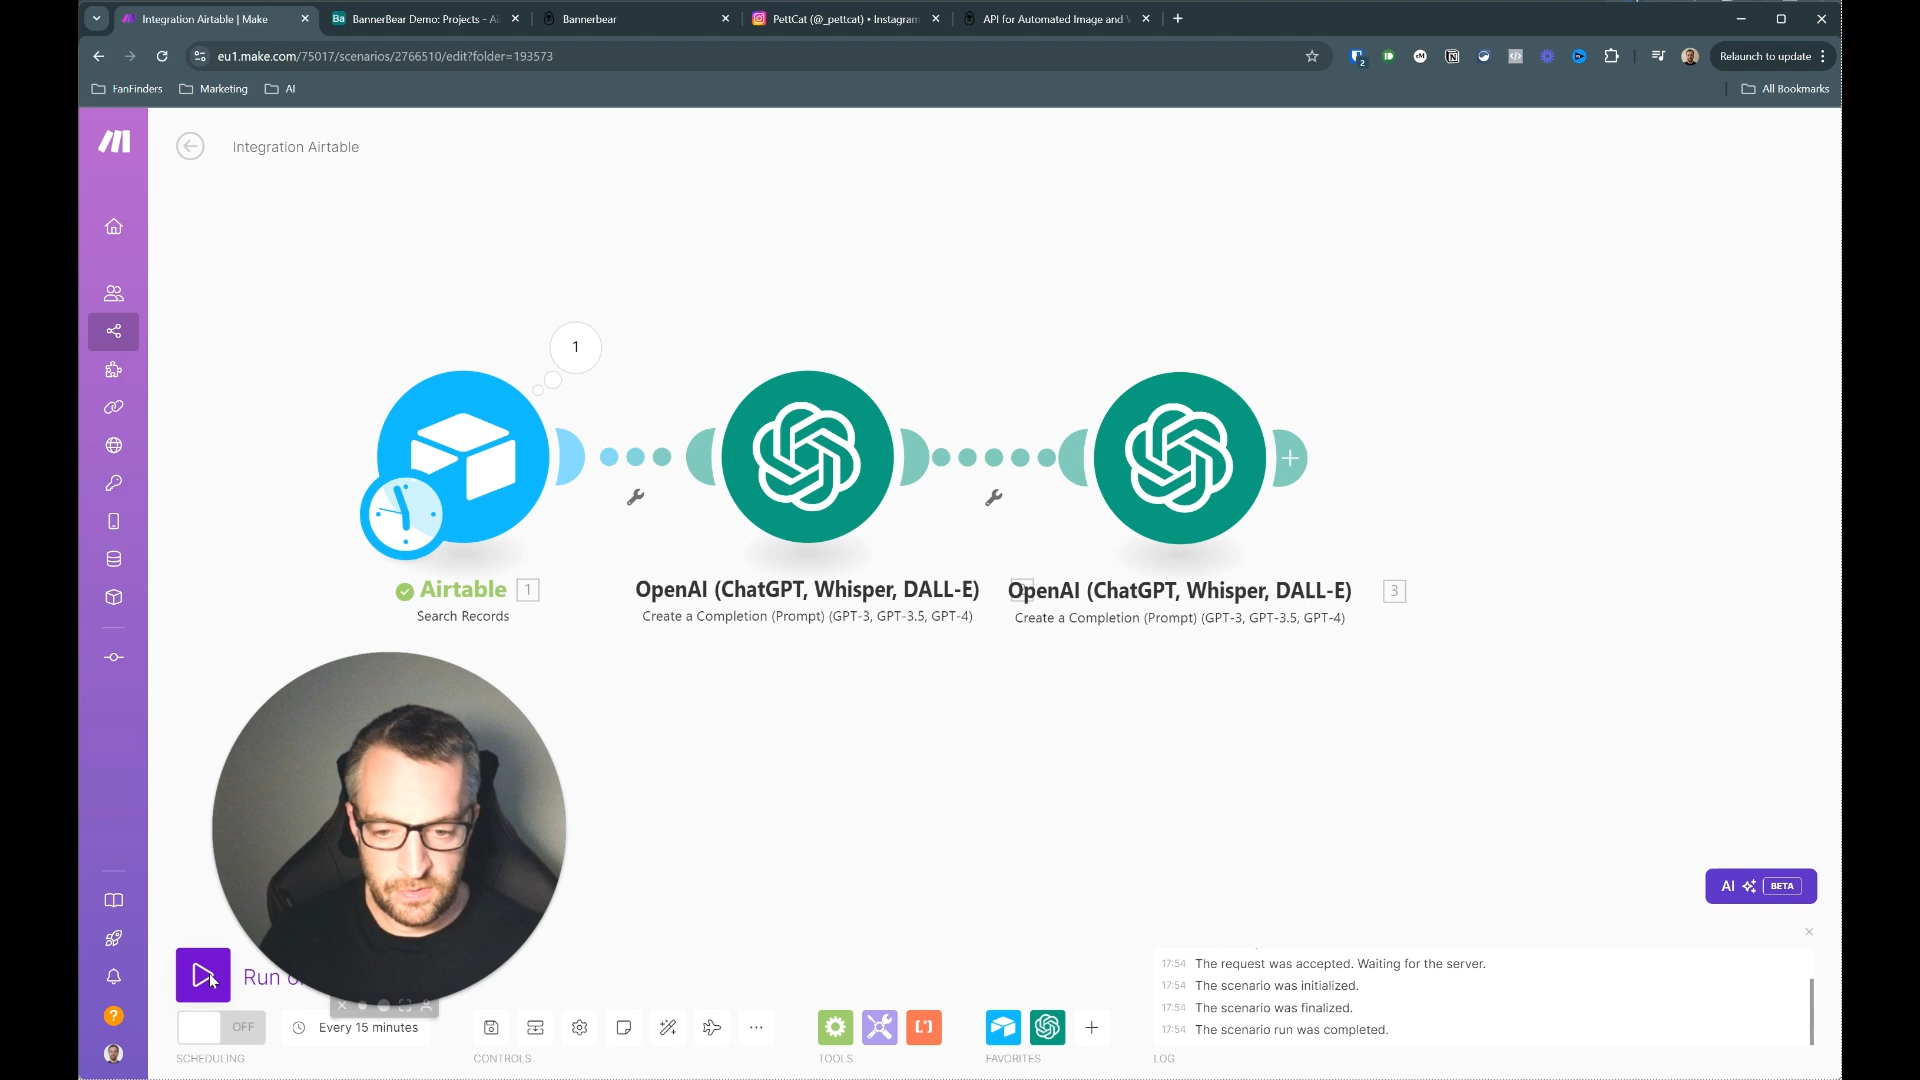 Integration Airtable | Make
BannerBear Demo: Projects - Ai
Bannerbear
PettCat (@_pettcat) • Instagram
API for Automated Image and V
eu1.make.com/75017/scenarios/2766510/edit?folder=193573
2
Relaunch to update
FanFinders
Marketing
AI
All Bookmarks
Integration Airtable
1
Airtable
1
Search Records
OpenAI (ChatGPT, Whisper, DALL-E)
Create a Completion (Prompt) (GPT-3, GPT-3.5, GPT-4)
OpenAI (ChatGPT, Whisper, DALL-E)
3
Create a Completion (Prompt) (GPT-3, GPT-3.5, GPT-4)
AI BETA
Run
OFF
Every 15 minutes
SCHEDULING
CONTROLS
TOOLS
FAVORITES
17:54 The request was accepted. Waiting for the server.
17:54 The scenario was initialized.
17:54 The scenario was finalized.
17:54 The scenario run was completed.
LOG